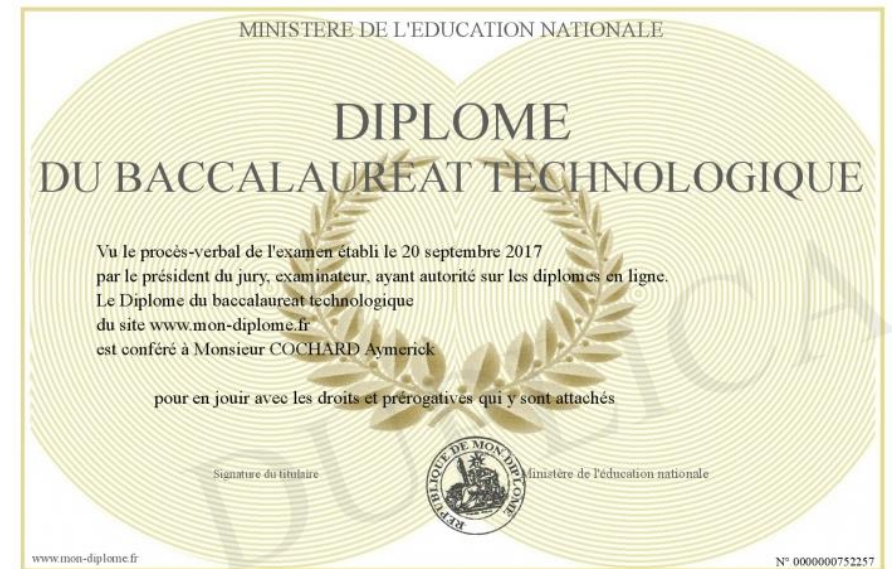 MINISTERE DE L'EDUCATION NATIONALE
DIPLOME
DU BACCALAUREAT TECHNOLOGIQUE
Vu le procès-verbal de l'examen établi le 20 septembre 2017
par le président du jury, examinateur, ayant autorité sur les diplomes en ligne.
Le Diplome du baccalaureat technologique
du site www.mon-diplome.fr
est conféré à Monsieur COCHARD Aymerick
pour en jouir avec les droits et prérogatives qui y sont attachés
Signature du titulaire
REPUBLIQUE DE MON-DIPLOME
Ministère de l'éducation nationale
www.mon-diplome.fr
N° 0000000752257